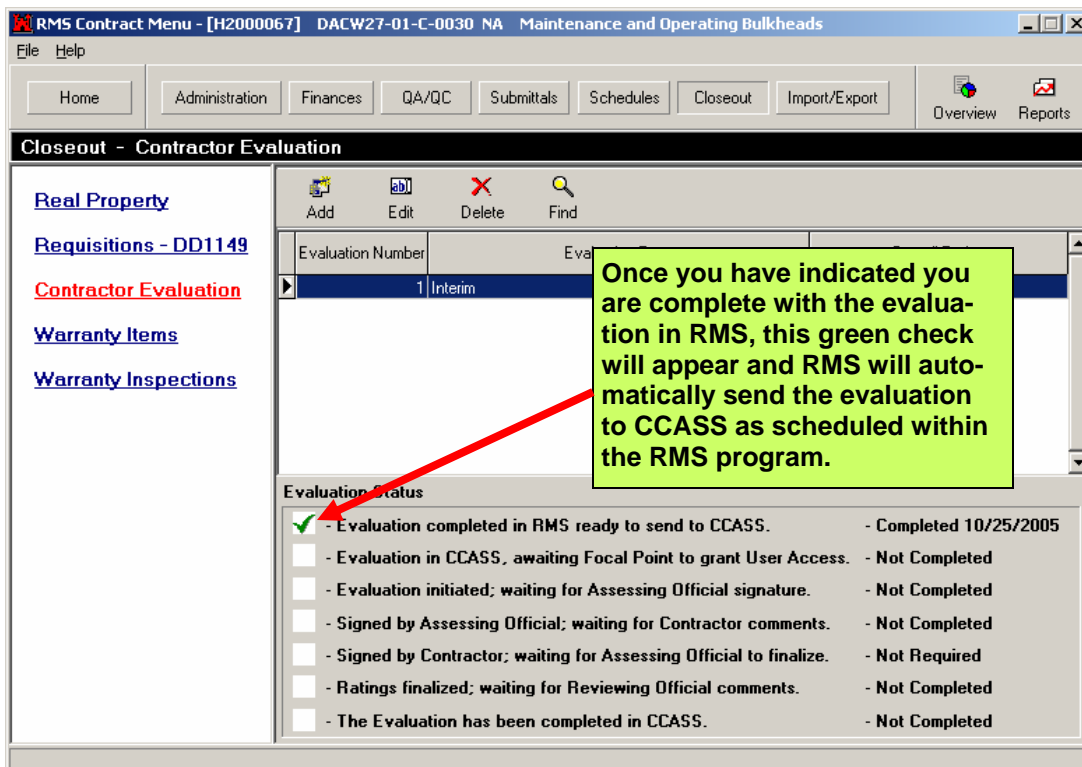 RMS Contract Menu - [H2000067] DACW27-01-C-0030 NA Maintenance and Operating Bulkheads
File Help
Home Administration Finances QA/QC Submittals Schedules Closeout Import/Export Overview Reports
Closeout - Contractor Evaluation
Real Property
Requisitions - DD1149
Contractor Evaluation
Warranty Items
Warranty Inspections
Add Edit Delete Find
Evaluation Number
1 Interim
Once you have indicated you
are complete with the evalua-
tion in RMS, this green check
will appear and RMS will auto-
matically send the evaluation
to CCASS as scheduled within
the RMS program.
Evaluation Status
- Evaluation completed in RMS ready to send to CCASS. - Completed 10/25/2005
- Evaluation in CCASS, awaiting Focal Point to grant User Access. - Not Completed
- Evaluation initiated; waiting for Assessing Official signature. - Not Completed
- Signed by Assessing Official; waiting for Contractor comments. - Not Completed
- Signed by Contractor; waiting for Assessing Official to finalize. - Not Required
- Ratings finalized; waiting for Reviewing Official comments. - Not Completed
- The Evaluation has been completed in CCASS. - Not Completed